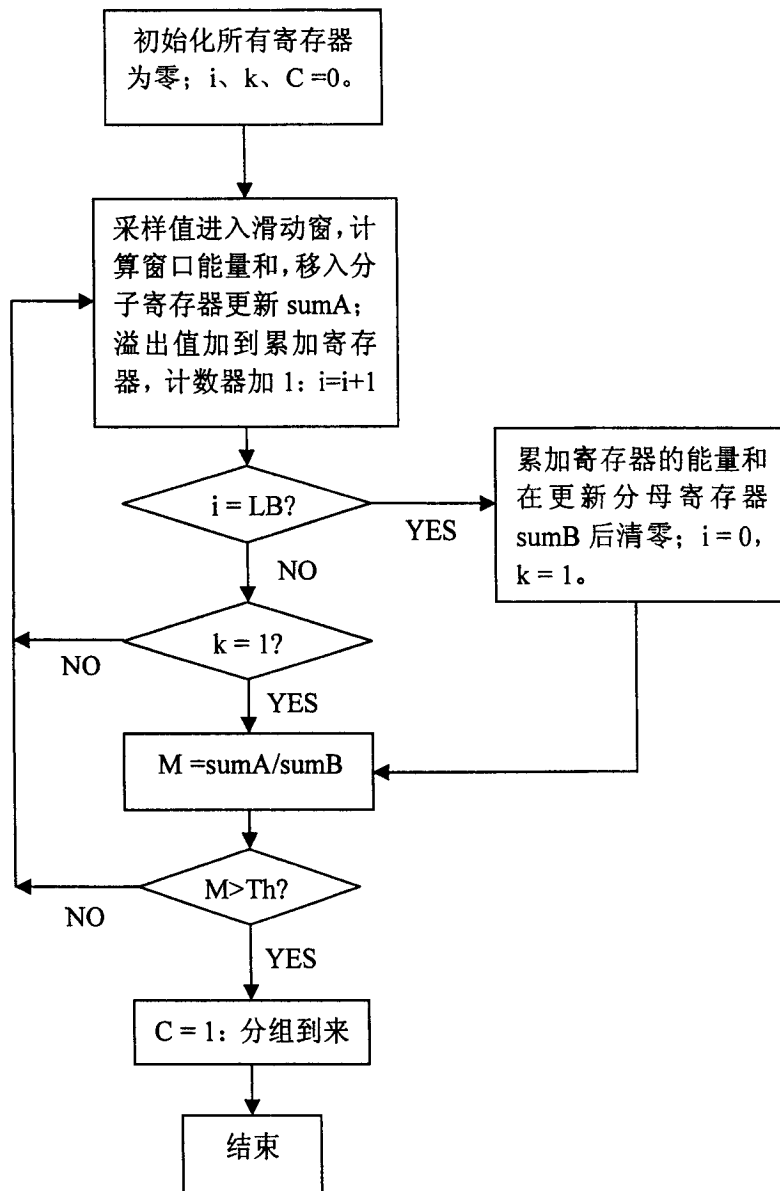 初始化所有寄存器
为零；i、k、C =0。
采样值进入滑动窗，计
算窗口能量和，移入分
子寄存器更新 sumA；
溢出值加到累加寄存
器，计数器加 1：i=i+1
i = LB?
YES
累加寄存器的能量和
在更新分母寄存器
sumB 后清零；i = 0，
k = 1。
NO
k = 1?
NO
YES
M =sumA/sumB
M>Th?
NO
YES
C = 1：分组到来
结束